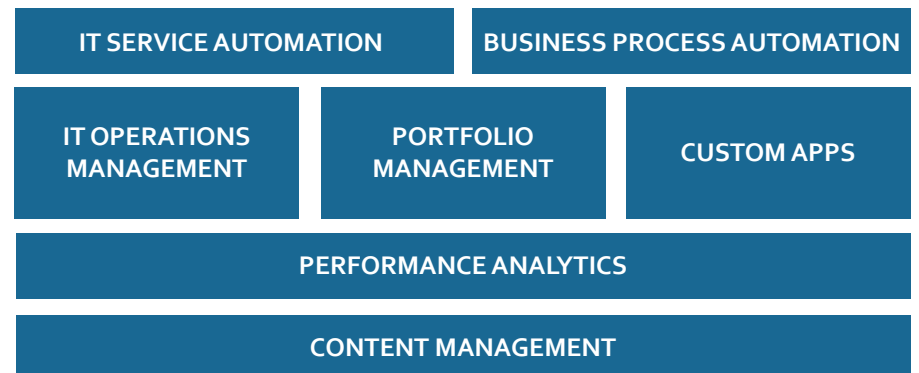 IT SERVICE AUTOMATION
BUSINESS PROCESS AUTOMATION
IT OPERATIONS
MANAGEMENT
PORTFOLIO
MANAGEMENT
CUSTOM APPS
PERFORMANCE ANALYTICS
CONTENT MANAGEMENT